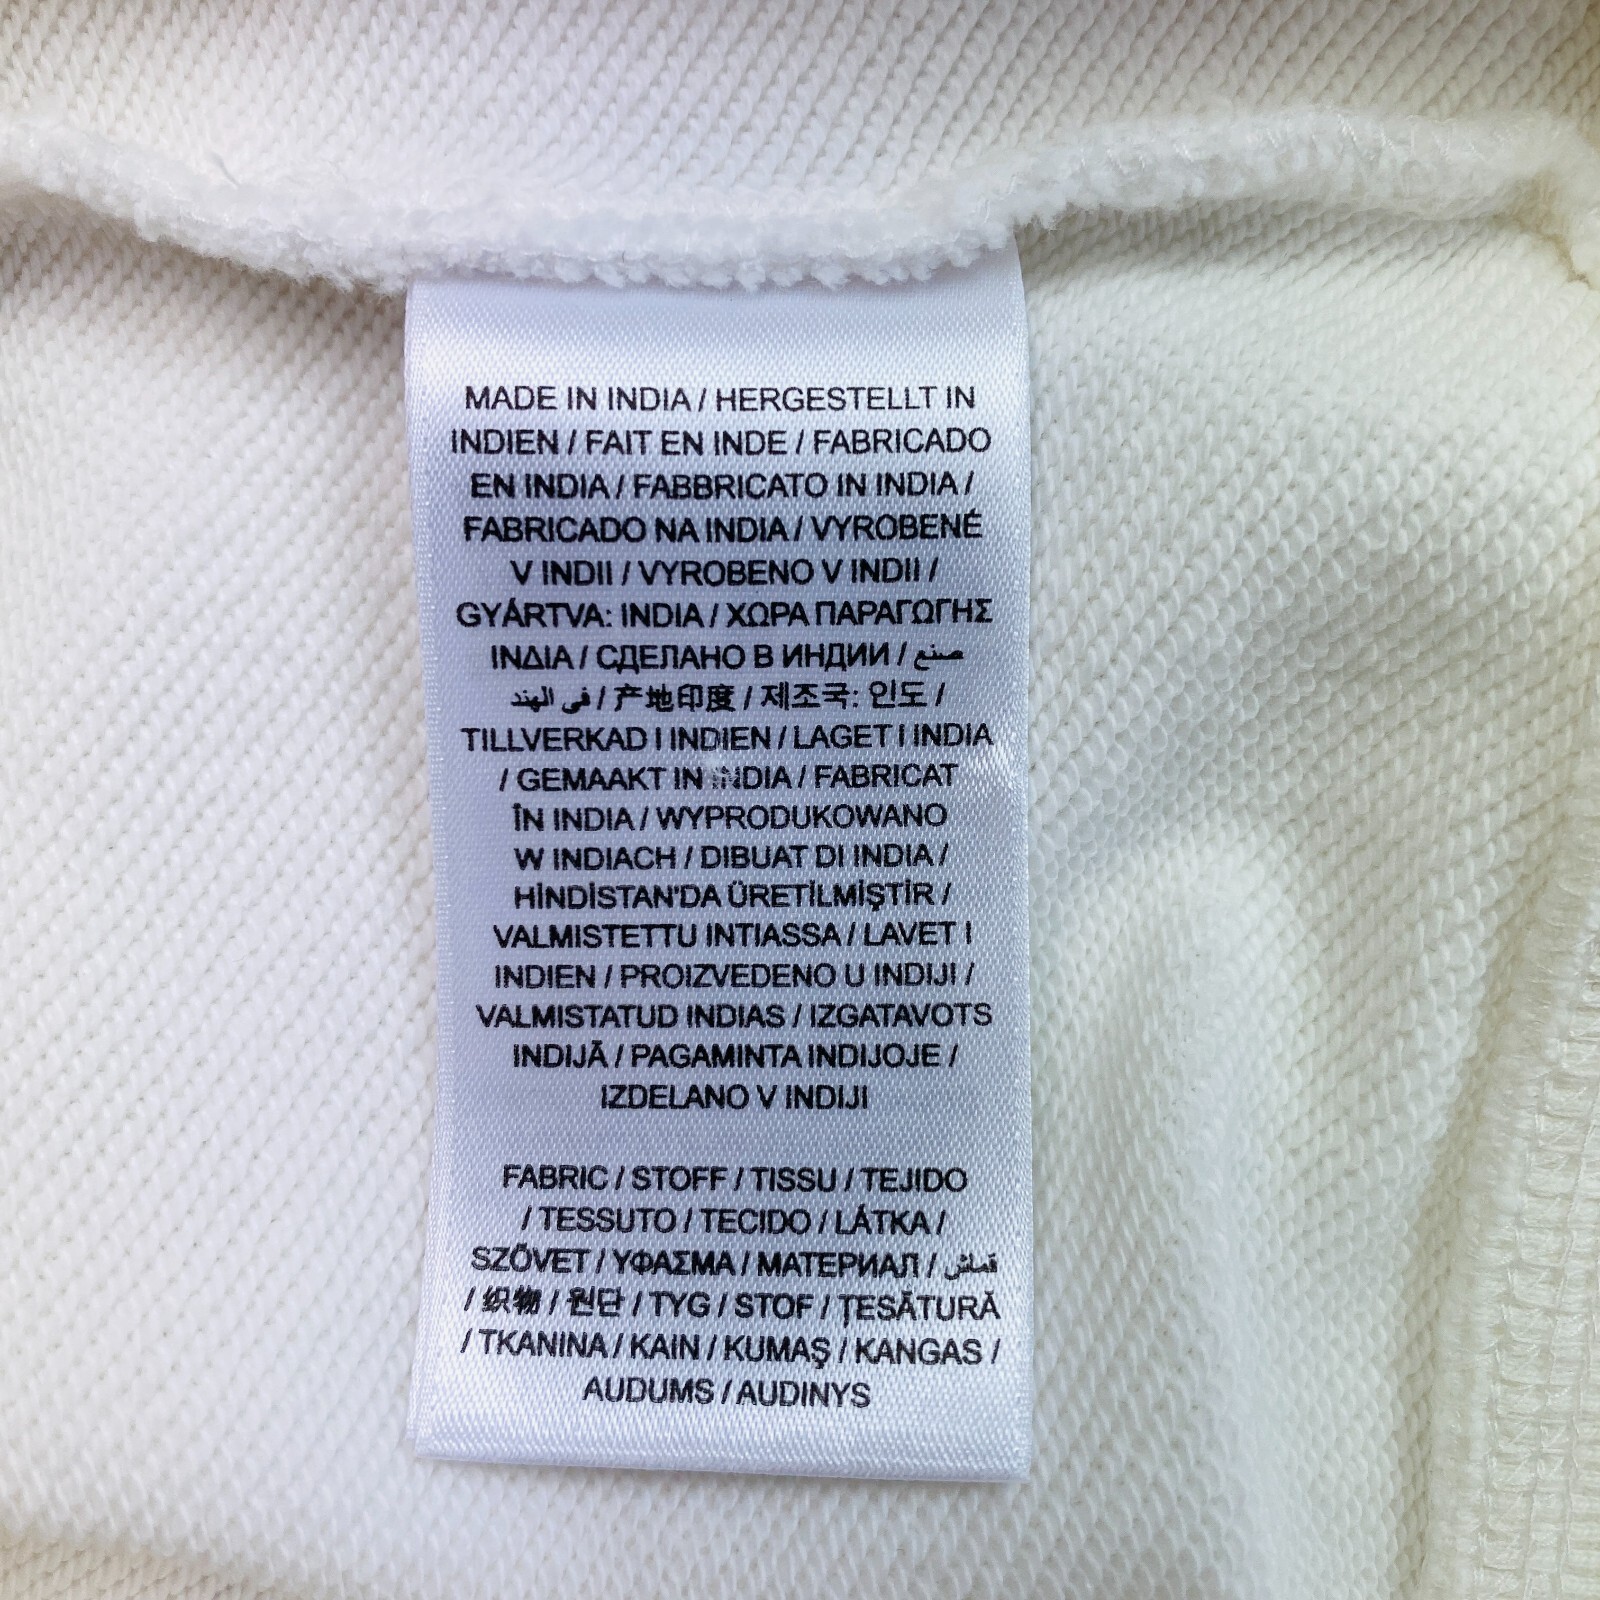 MADE IN INDIA / HERGESTELLT IN
INDIEN / FAIT EN INDE / FABRICADO
EN INDIA / FABBRICATO IN INDIA /
FABRICADO NA INDIA / VYROBENÉ
V INDII / VYROBENO V INDII /
GYÁRTVA: INDIA / ΧΩΡΑ ΠΑΡΑΓΩΓΗΣ
ΙΝΔΙΑ / СДЕЛАНО В ИНДИИ / صنع
في الهند / 产地印度 / 제조국: 인도 /
TILLVERKAD I INDIEN / LAGET I INDIA
/ GEMAAKT IN INDIA / FABRICAT
ÎN INDIA / WYPRODUKOWANO
W INDIACH / DIBUAT DI INDIA /
HİNDİSTAN'DA ÜRETİLMİŞTİR /
VALMISTETTU INTIASSA / LAVET I
INDIEN / PROIZVEDENO U INDIJI /
VALMISTATUD INDIAS / IZGATAVOTS
INDIJĀ / PAGAMINTA INDIJOJE /
IZDELANO V INDIJI
FABRIC / STOFF / TISSU / TEJIDO
/ TESSUTO / TECIDO / LÁTKA /
SZÖVET / ΥΦΑΣΜΑ / МАТЕРИАЛ / قماش
/ 织物 / 원단 / TYG / STOF / ȚESĂTURĂ
/ TKANINA / KAIN / KUMAŞ / KANGAS /
AUDUMS / AUDINYS